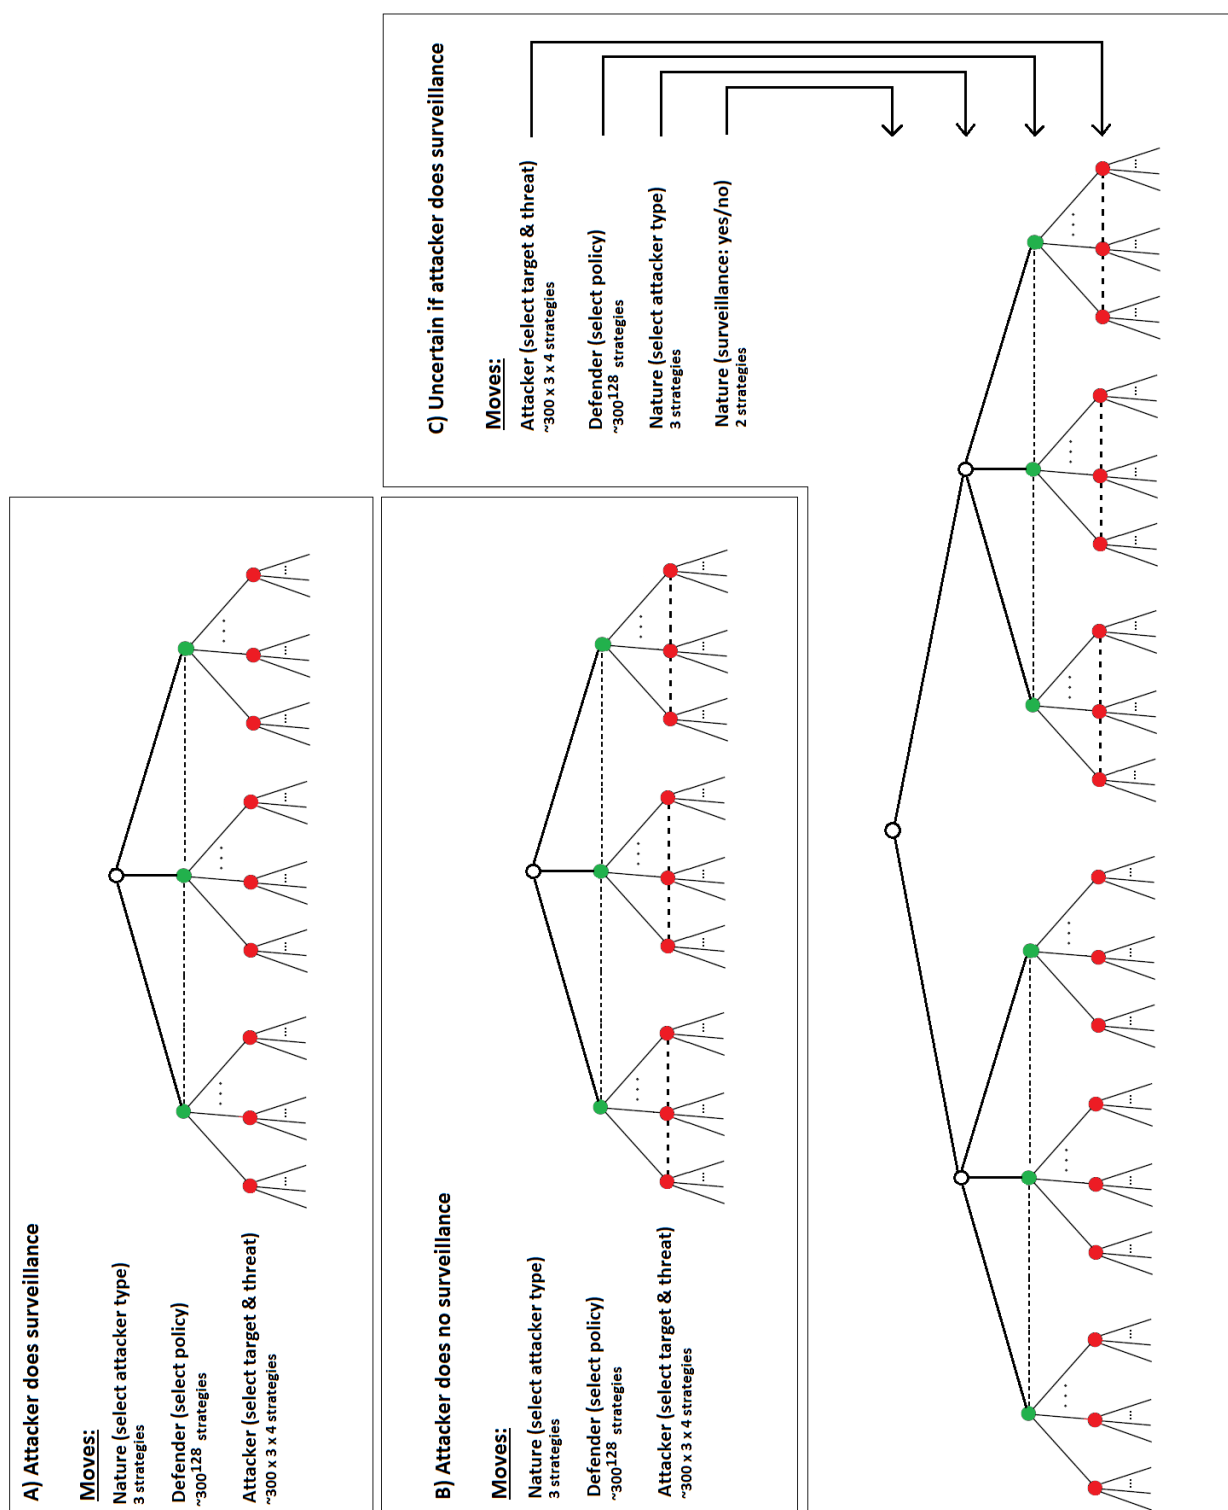 A) Attacker does surveillance
Moves:
Nature (select attacker type)
3 strategies
Defender (select policy)
~300^128 strategies
Attacker (select target & threat)
~300 x 3 x 4 strategies
B) Attacker does no surveillance
Moves:
Nature (select attacker type)
3 strategies
Defender (select policy)
~300^128 strategies
Attacker (select target & threat)
~300 x 3 x 4 strategies
C) Uncertain if attacker does surveillance
Moves:
Attacker (select target & threat)
~300 x 3 x 4 strategies
Defender (select policy)
~300^128 strategies
Nature (select attacker type)
3 strategies
Nature (surveillance: yes/no)
2 strategies